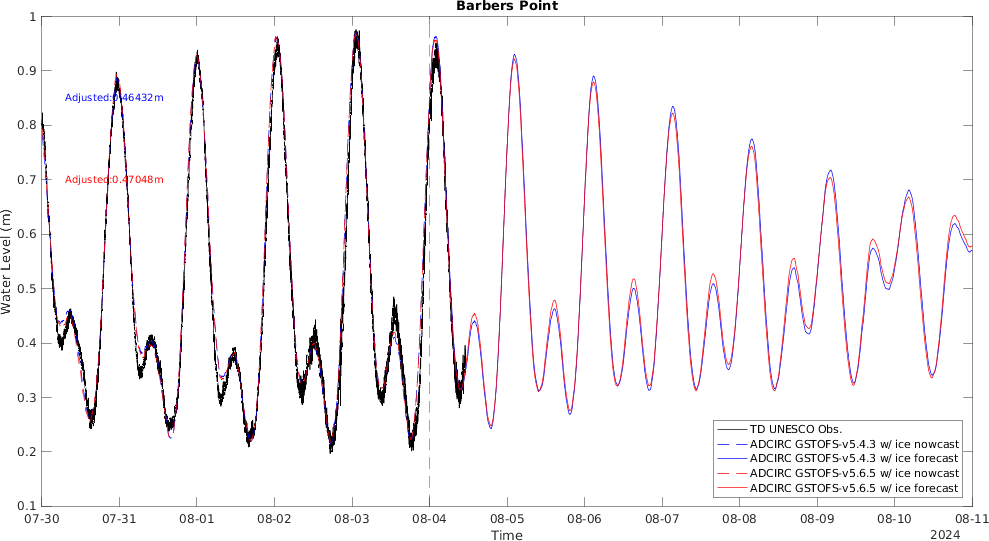 Barbers Point
Water Level (m)
1
0.9
0.8
0.7
0.6
0.5
0.4
0.3
0.2
0.1
Adjusted:0.46432m
Adjusted:0.47048m
TD UNESCO Obs.
ADCIRC GSTOFS-v5.4.3 w/ ice nowcast
ADCIRC GSTOFS-v5.4.3 w/ ice forecast
ADCIRC GSTOFS-v5.6.5 w/ ice nowcast
ADCIRC GSTOFS-v5.6.5 w/ ice forecast
07-30 07-31 08-01 08-02 08-03 08-04 08-05 08-06 08-07 08-08 08-09 08-10 08-11
Time
2024